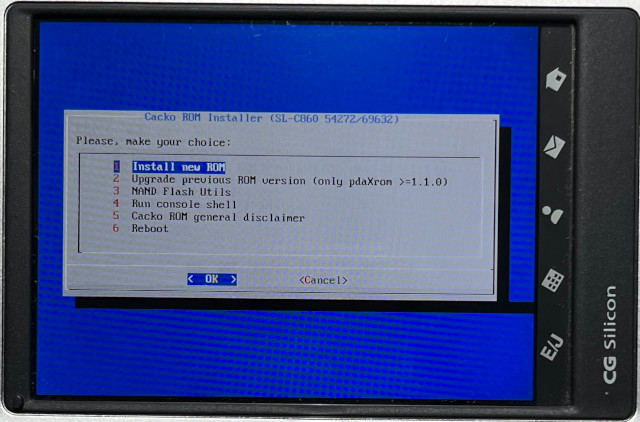 Cacko ROM Installer (SL-C860 54272/69632)
Please, make your choice:
1 Install new ROM
2 Upgrade previous ROM version (only pdaXrom >=1.1.0)
3 NAND Flash Utils
4 Run console shell
5 Cacko ROM general disclaimer
6 Reboot
< OK > <Cancel>
E/J
CG Silicon